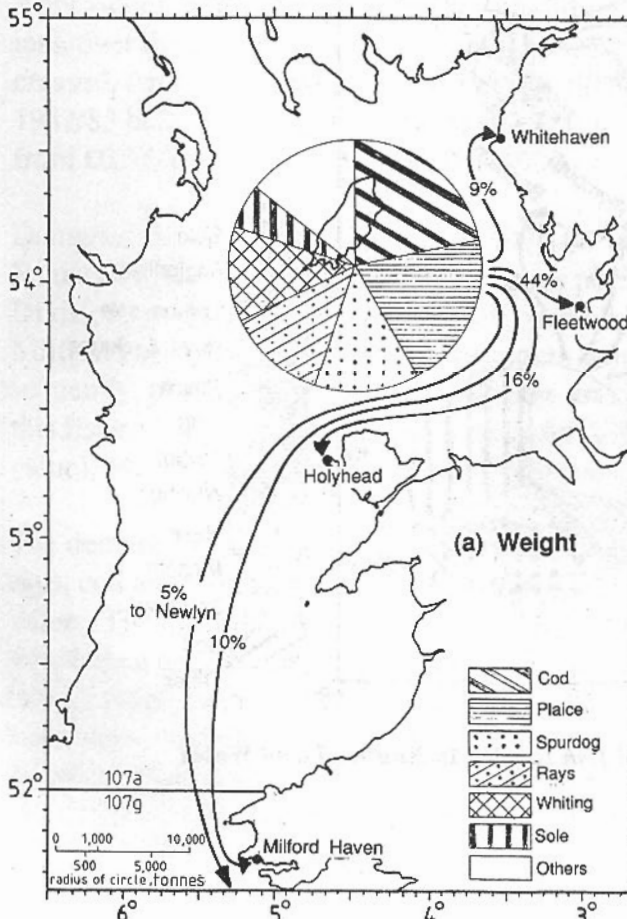 55°
Whitehaven
9%
54°
44%
Fleetwood
16%
Holyhead
53°
(a) Weight
5%
to Newlyn
10%
Cod
Plaice
Spurdog
Rays
Whiting
Sole
Others
107a
52°
107g
0 1,000 10,000
500 5,000
radius of circle, tonnes
Milford Haven
6° 5° 4° 3°